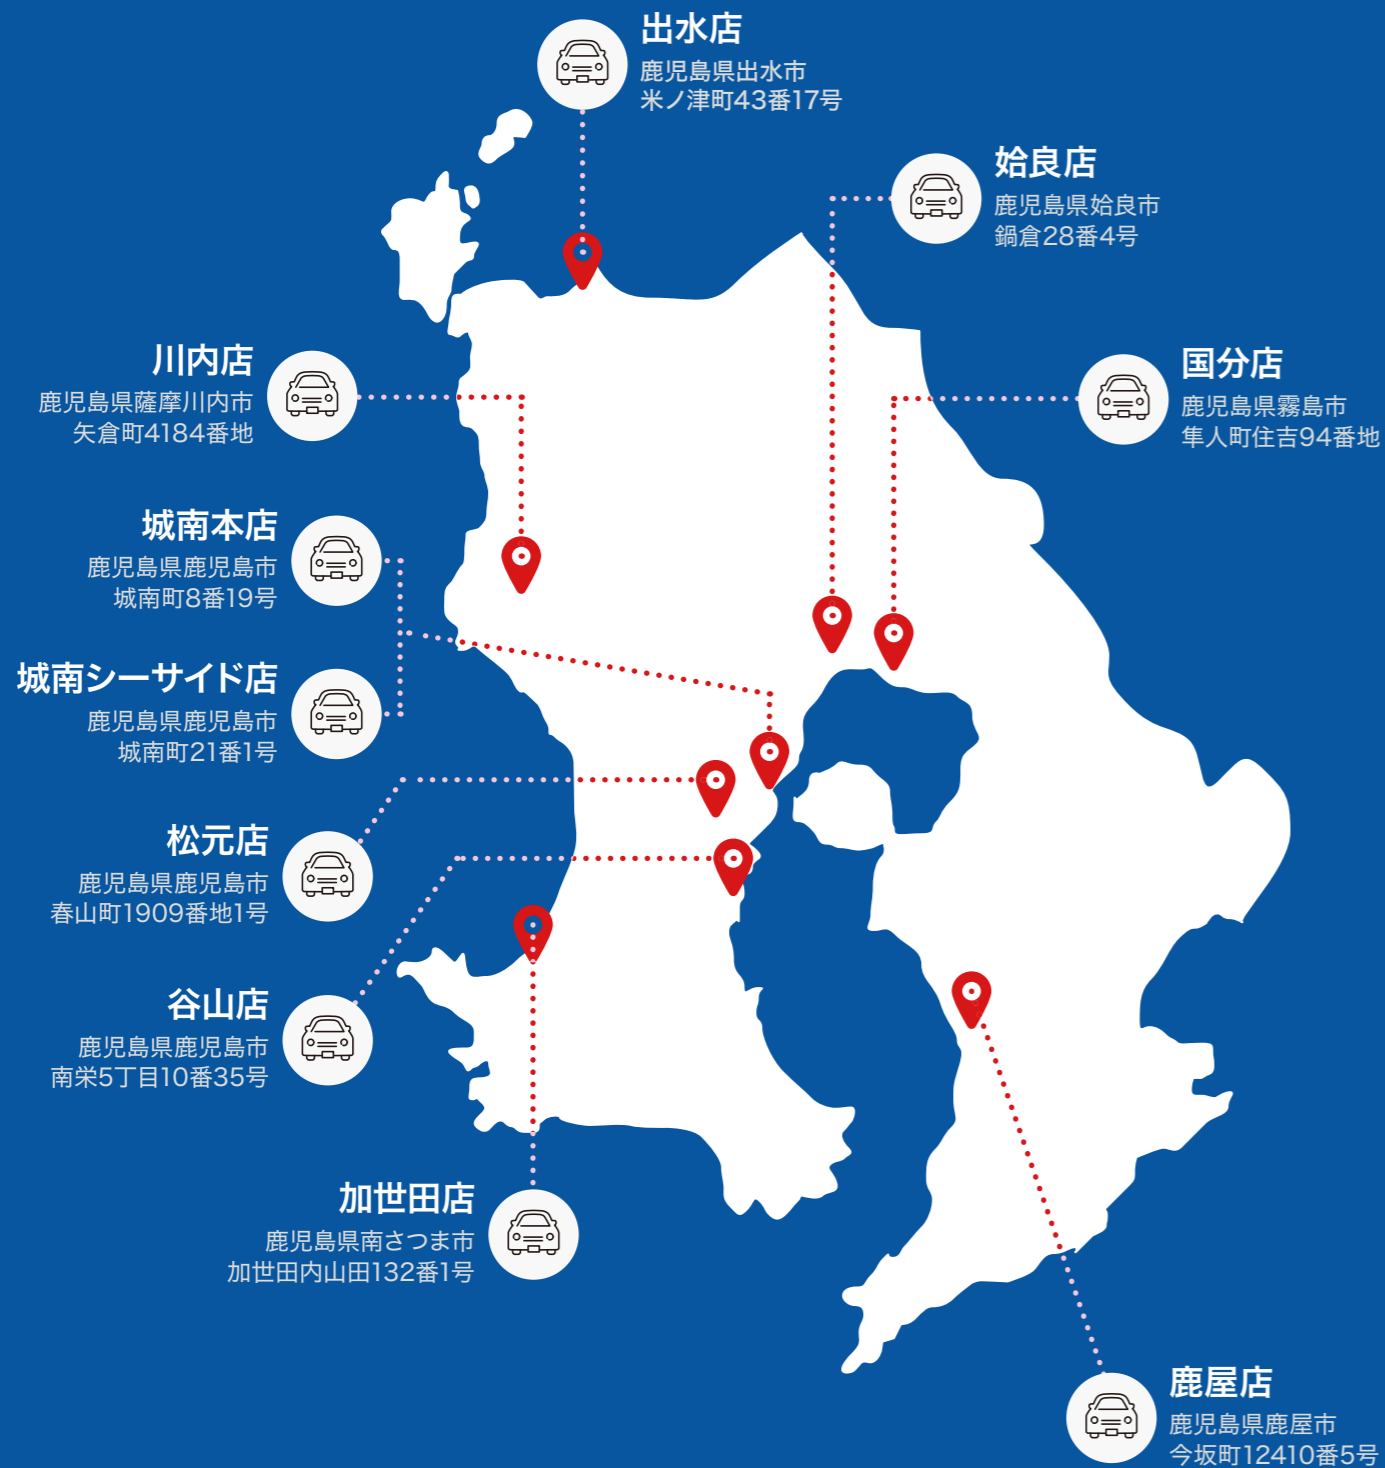 出水店
鹿児島県出水市
米ノ津町43番17号
姶良店
鹿児島県姶良市
鍋倉28番4号
川内店
鹿児島県薩摩川内市
矢倉町4184番地
国分店
鹿児島県霧島市
隼人町住吉94番地
城南本店
鹿児島県鹿児島市
城南町8番19号
城南シーサイド店
鹿児島県鹿児島市
城南町21番1号
松元店
鹿児島県鹿児島市
春山町1909番地1号
谷山店
鹿児島県鹿児島市
南栄5丁目10番35号
加世田店
鹿児島県南さつま市
加世田内山田132番1号
鹿屋店
鹿児島県鹿屋市
今坂町12410番5号